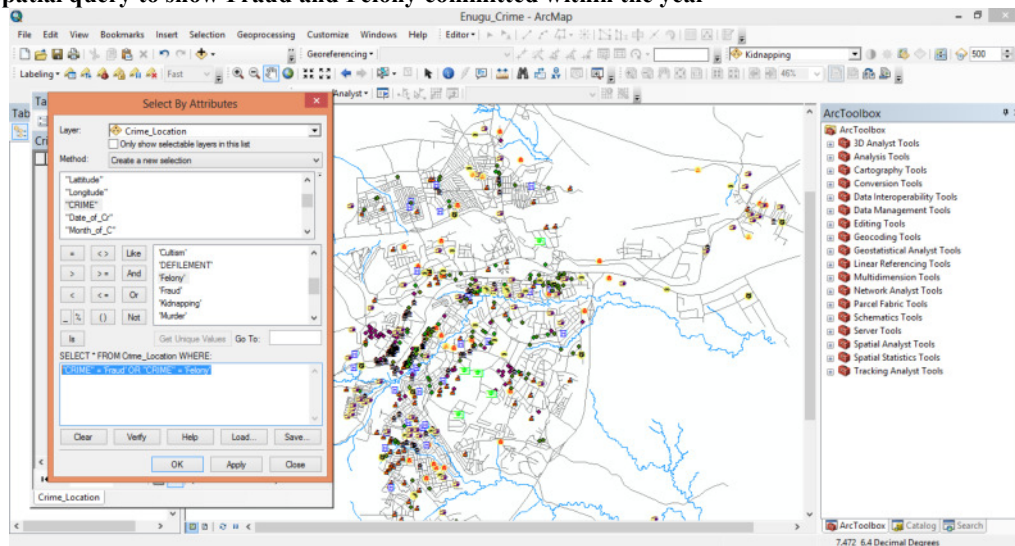 patial query to show Fraud and Felony committed within the year
Enugu_Crime - ArcMap
File Edit View Bookmarks Insert Selection Geoprocessing Customize Windows Help Editor
Georeferencing Kidnapping 500
Labeling Fast 46%
Analyst
Tab
Ta
Cri
Select By Attributes
Layer: Crime_Location
Only show selectable layers in this list
Method: Create a new selection
"Lattitude"
"Longitude"
"CRIME"
"Date_of_Cr"
"Month_of_C"
= < > Like
> > = And
< < = Or
_ % () Not
Is
'Cultism'
'DEFILEMENT'
'Felony'
'Fraud'
'Kidnapping'
'Murder'
Get Unique Values Go To:
SELECT * FROM Crime_Location WHERE:
"CRIME" = 'Fraud' OR "CRIME" = 'Felony'
Clear Verify Help Load... Save...
OK Apply Close
Crime_Location
ArcToolbox
ArcToolbox
3D Analyst Tools
Analysis Tools
Cartography Tools
Conversion Tools
Data Interoperability Tools
Data Management Tools
Editing Tools
Geocoding Tools
Geostatistical Analyst Tools
Linear Referencing Tools
Multidimension Tools
Network Analyst Tools
Parcel Fabric Tools
Schematics Tools
Server Tools
Spatial Analyst Tools
Spatial Statistics Tools
Tracking Analyst Tools
ArcToolbox Catalog Search
7.472 6.4 Decimal Degrees